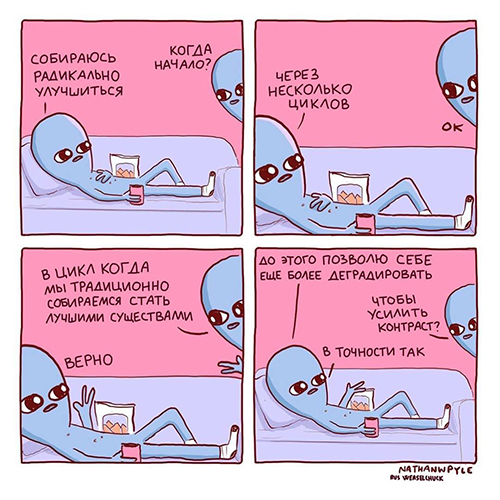 СОБИРАЮСЬ
РАДИКАЛЬНО
УЛУЧШИТЬСЯ
КОГДА
НАЧАЛО?
ЧЕРЕЗ
НЕСКОЛЬКО
ЦИКЛОВ
ОК
В ЦИКЛ КОГДА
МЫ ТРАДИЦИОННО
СОБИРАЕМСЯ СТАТЬ
ЛУЧШИМИ СУЩЕСТВАМИ
ВЕРНО
ДО ЭТОГО ПОЗВОЛЮ СЕБЕ
ЕЩЕ БОЛЕЕ ДЕГРАДИРОВАТЬ
ЧТОБЫ
УСИЛИТЬ
КОНТРАСТ?
В ТОЧНОСТИ ТАК
NATHANWPYLE
RUS WEASELCHUCK